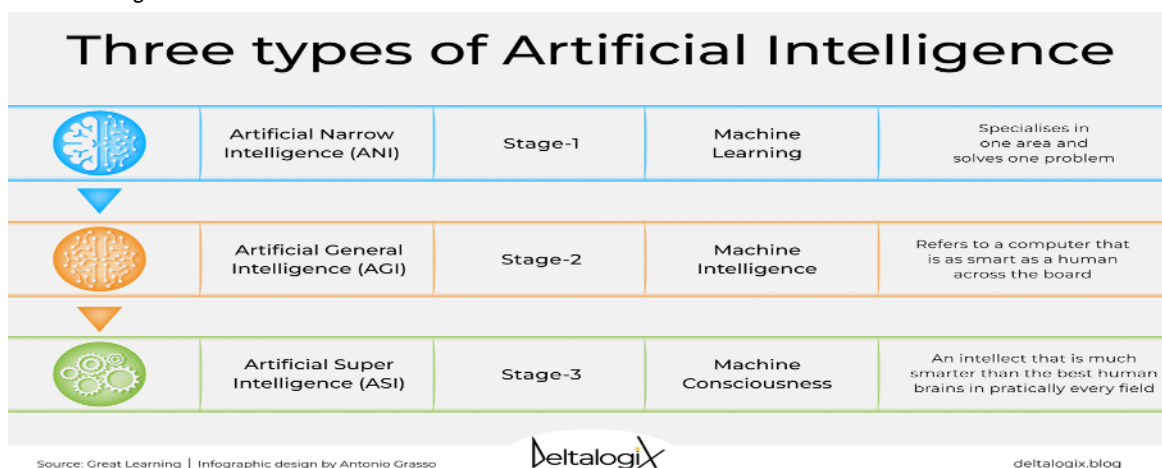 Three types of Artificial Intelligence
Artificial Narrow
Intelligence (ANI)
Stage-1
Machine
Learning
Specialises in
one area and
solves one problem
Artificial General
Intelligence (AGI)
Stage-2
Machine
Intelligence
Refers to a computer that
is as smart as a human
across the board
Artificial Super
Intelligence (ASI)
Stage-3
Machine
Consciousness
An intellect that is much
smarter than the best human
brains in pratically every field
Source: Great Learning | Infographic design by Antonio Grasso
DeltalogiX
deltalogix.blog